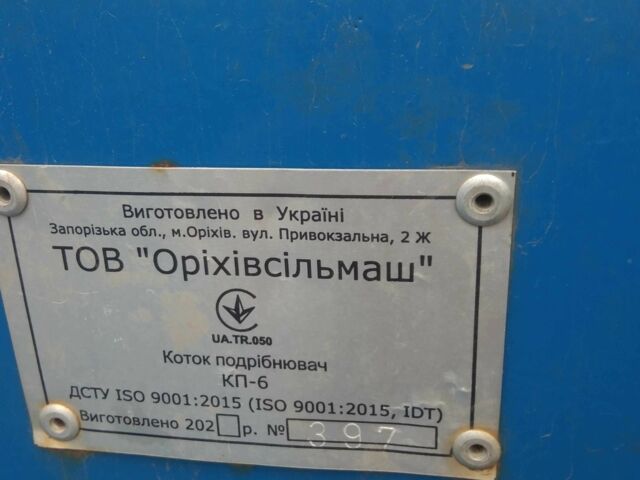 Виготовлено в Україні
Запорізька обл., м.Оріхів. вул. Привокзальна, 2 Ж
ТОВ "Оріхівсільмаш"
UA.TR.050
Коток подрібнювач
КП-6
ДСТУ ISO 9001:2015 (ISO 9001:2015, IDT)
Виготовлено 202 р. № 397